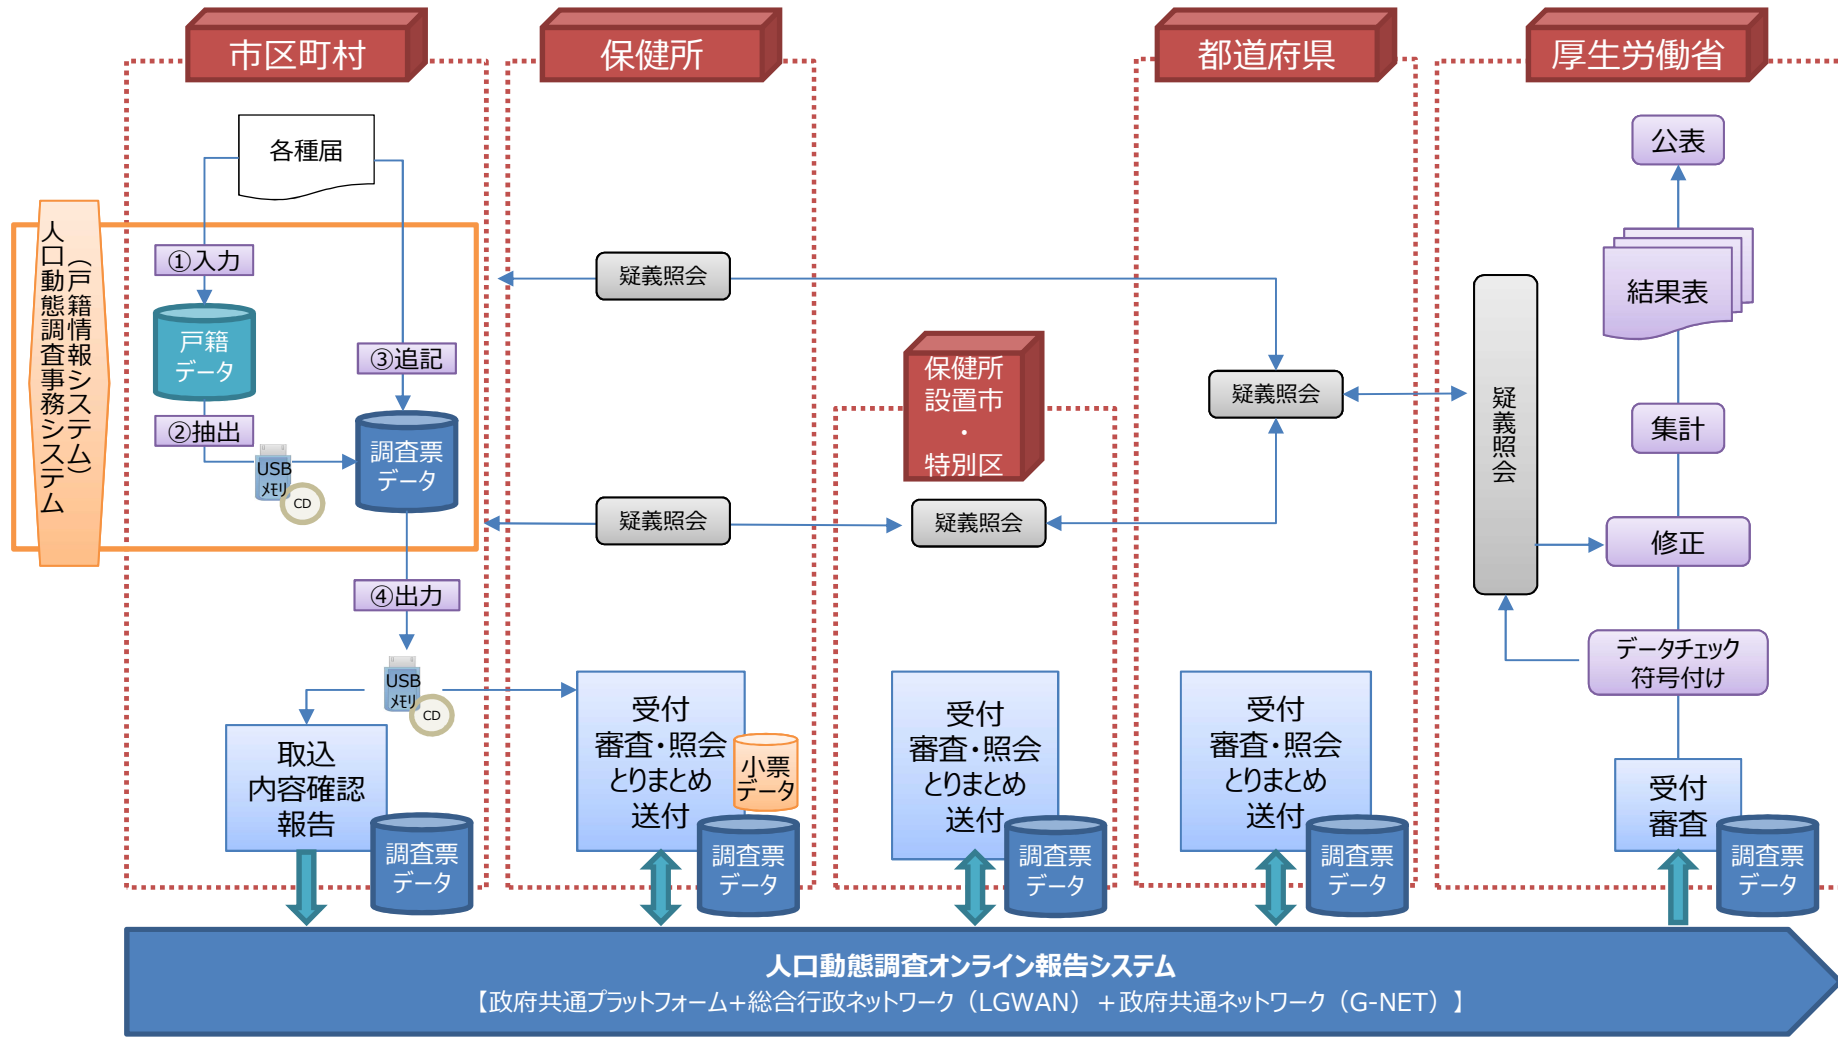 市区町村
保健所
都道府県
厚生労働省
各種届
人口動態調査事務システム
（戸籍情報システム）
①入力
戸籍
データ
②抽出
USB
ﾒﾓﾘ
CD
③追記
調査票
データ
④出力
USB
ﾒﾓﾘ
CD
取込
内容確認
報告
調査票
データ
疑義照会
疑義照会
受付
審査・照会
とりまとめ
送付
小票
データ
調査票
データ
保健所
設置市
・
特別区
疑義照会
受付
審査・照会
とりまとめ
送付
調査票
データ
疑義照会
受付
審査・照会
とりまとめ
送付
調査票
データ
公表
結果表
集計
疑義照会
修正
データチェック
符号付け
受付
審査
調査票
データ
人口動態調査オンライン報告システム
【政府共通プラットフォーム＋総合行政ネットワーク（LGWAN）＋政府共通ネットワーク（G-NET）】